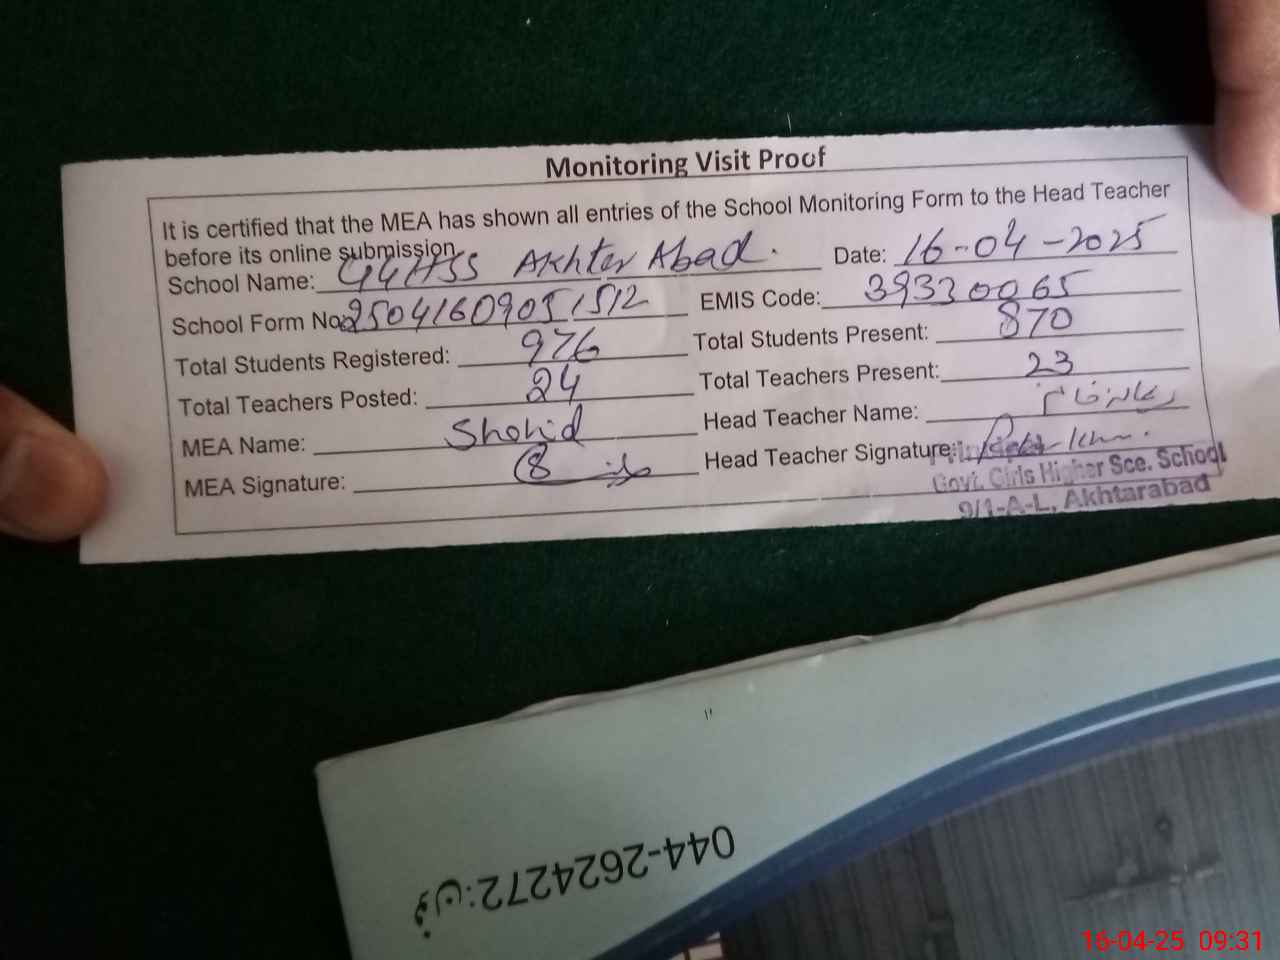 Monitoring Visit Proof
It is certified that the MEA has shown all entries of the School Monitoring Form to the Head Teacher
before its online submission
School Name: GGHSS Akhter Abad. Date: 16-04-2025
School Form No: 25041609051512 EMIS Code: 39330065
Total Students Registered: 976 Total Students Present: 870
Total Teachers Posted: 24 Total Teachers Present: 23
MEA Name: Shahid Head Teacher Name:
MEA Signature: Head Teacher Signature:
Govt. Girls Higher Sce. School
9/1-A-L, Akhtarabad
فون: 044-2624272
16-04-25 09:31